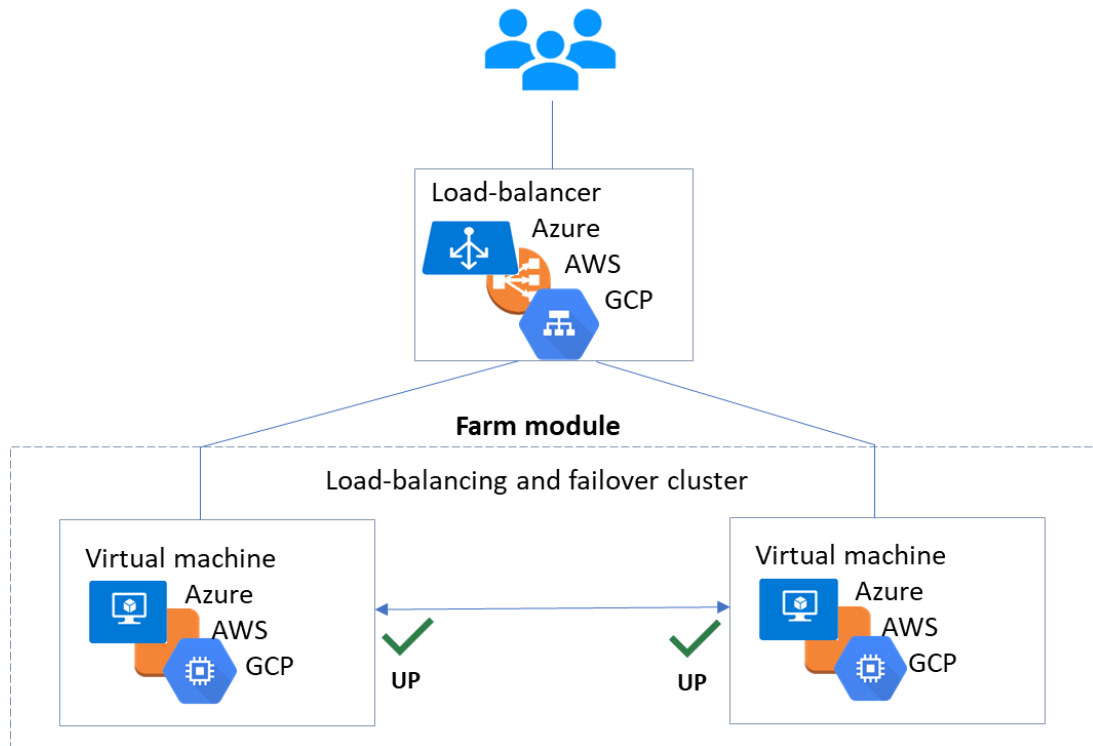 Load-balancer
Azure
AWS
GCP
Farm module
Load-balancing and failover cluster
Virtual machine
Azure
AWS
GCP
UP
Virtual machine
Azure
AWS
GCP
UP